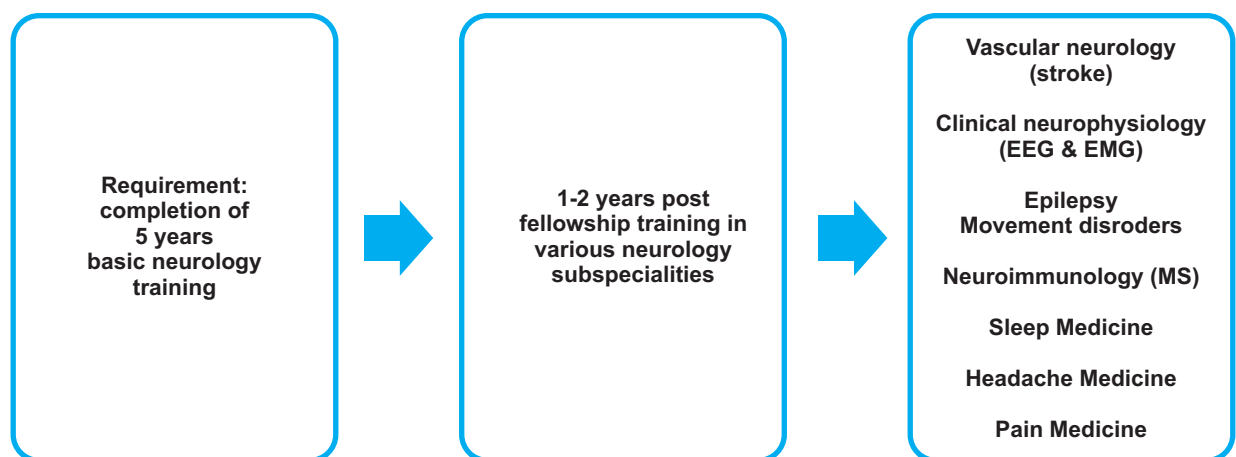 Requirement:
completion of
5 years
basic neurology
training
1-2 years post
fellowship training in
various neurology
subspecialities
Vascular neurology
(stroke)
Clinical neurophysiology
(EEG & EMG)
Epilepsy
Movement disroders
Neuroimmunology (MS)
Sleep Medicine
Headache Medicine
Pain Medicine